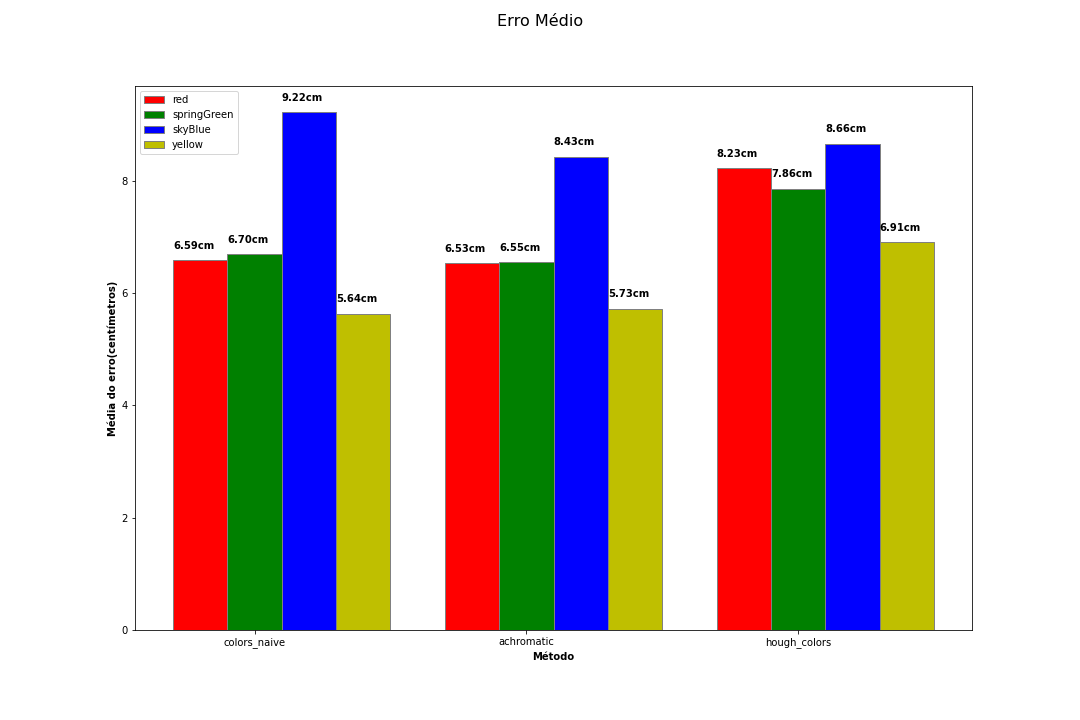 Erro Médio
red
springGreen
skyBlue
yellow
9.22cm
8.43cm
8.66cm
8.23cm
7.86cm
6.59cm
6.70cm
6.53cm
6.55cm
6.91cm
5.64cm
5.73cm
8
6
4
2
0
Média do erro(centímetros)
colors_naive
achromatic
hough_colors
Método